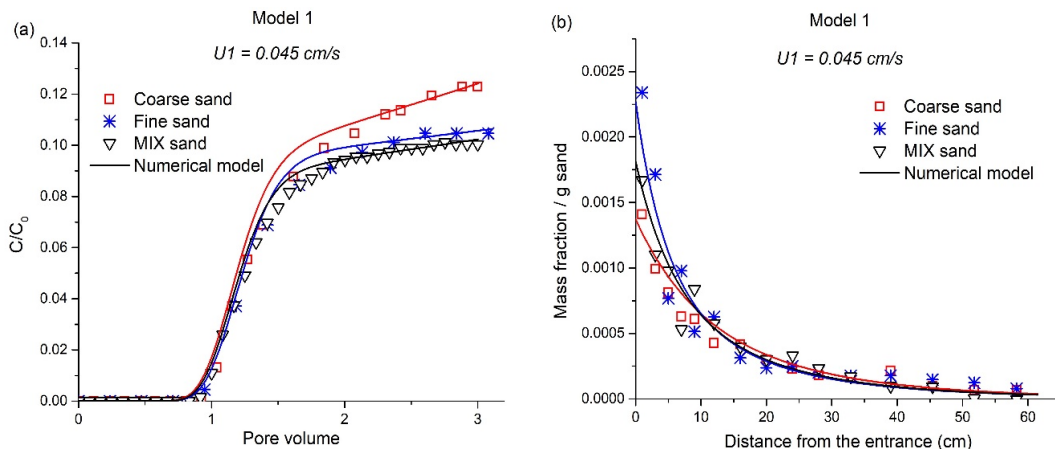 (a)
Model 1
U1 = 0.045 cm/s
0.14
0.12
0.10
0.08
0.06
0.04
0.02
0.00
C/C0
Coarse sand
Fine sand
MIX sand
Numerical model
0
1
2
3
Pore volume
(b)
Model 1
U1 = 0.045 cm/s
0.0025
0.0020
0.0015
0.0010
0.0005
0.0000
Mass fraction / g sand
Coarse sand
Fine sand
MIX sand
Numerical model
0
10
20
30
40
50
60
Distance from the entrance (cm)